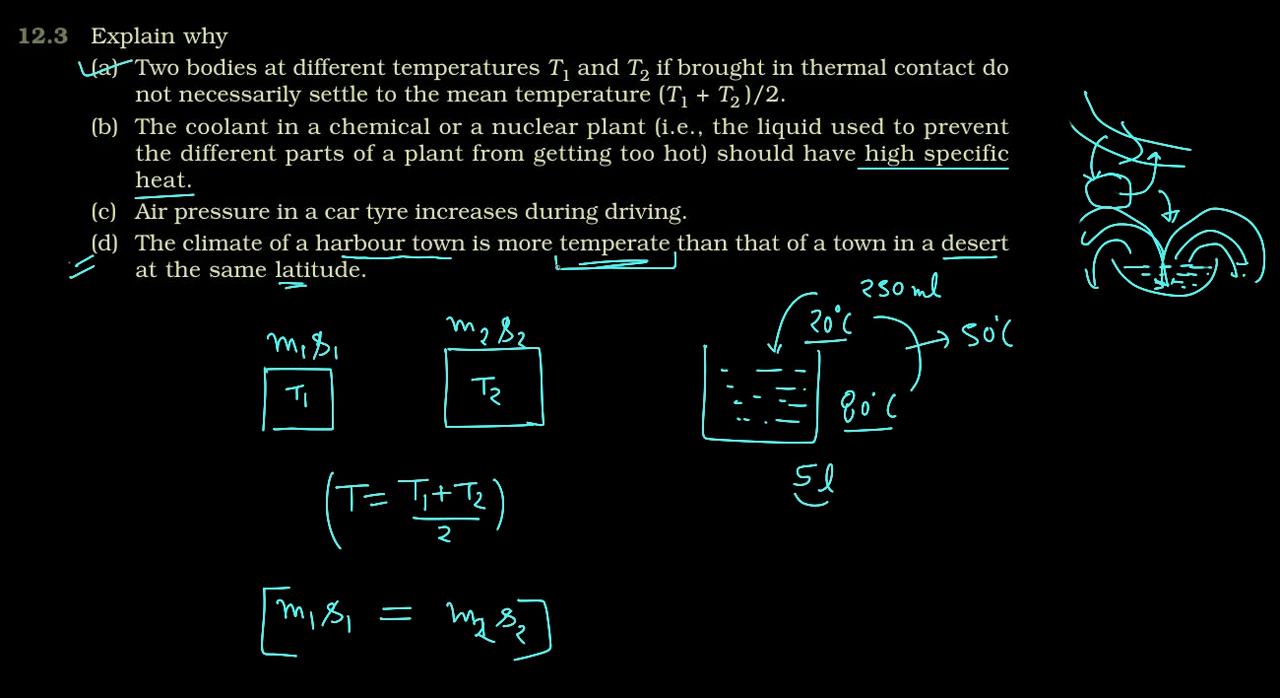 12.3 Explain why
(a) Two bodies at different temperatures T₁ and T₂ if brought in thermal contact do
not necessarily settle to the mean temperature (T₁ + T₂)/2.
(b) The coolant in a chemical or a nuclear plant (i.e., the liquid used to prevent
the different parts of a plant from getting too hot) should have high specific
heat.
(c) Air pressure in a car tyre increases during driving.
(d) The climate of a harbour town is more temperate than that of a town in a desert
at the same latitude.
250 ml
m₁s₁ m₂s₂ 20°C 50°C
T₁ T₂ 80°C
5l
(T = T₁+T₂/2)
[m₁s₁ = m₂s₂]